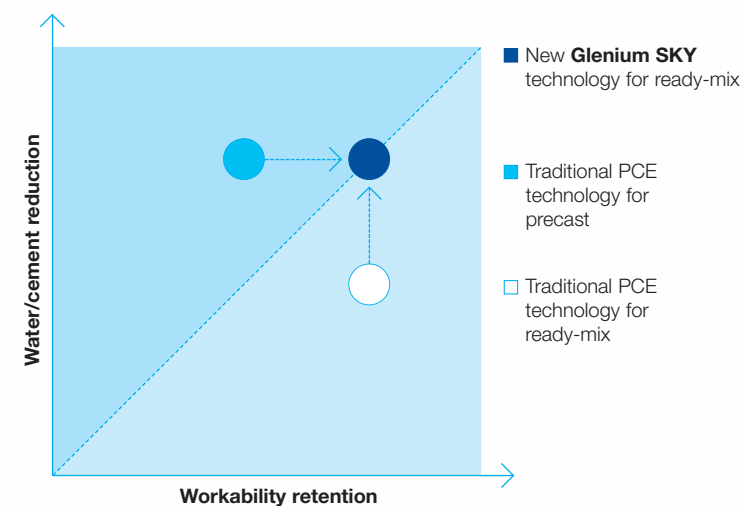 New Glenium SKY
technology for ready-mix
Traditional PCE
technology for
precast
Traditional PCE
technology for
ready-mix
Water/cement reduction
Workability retention